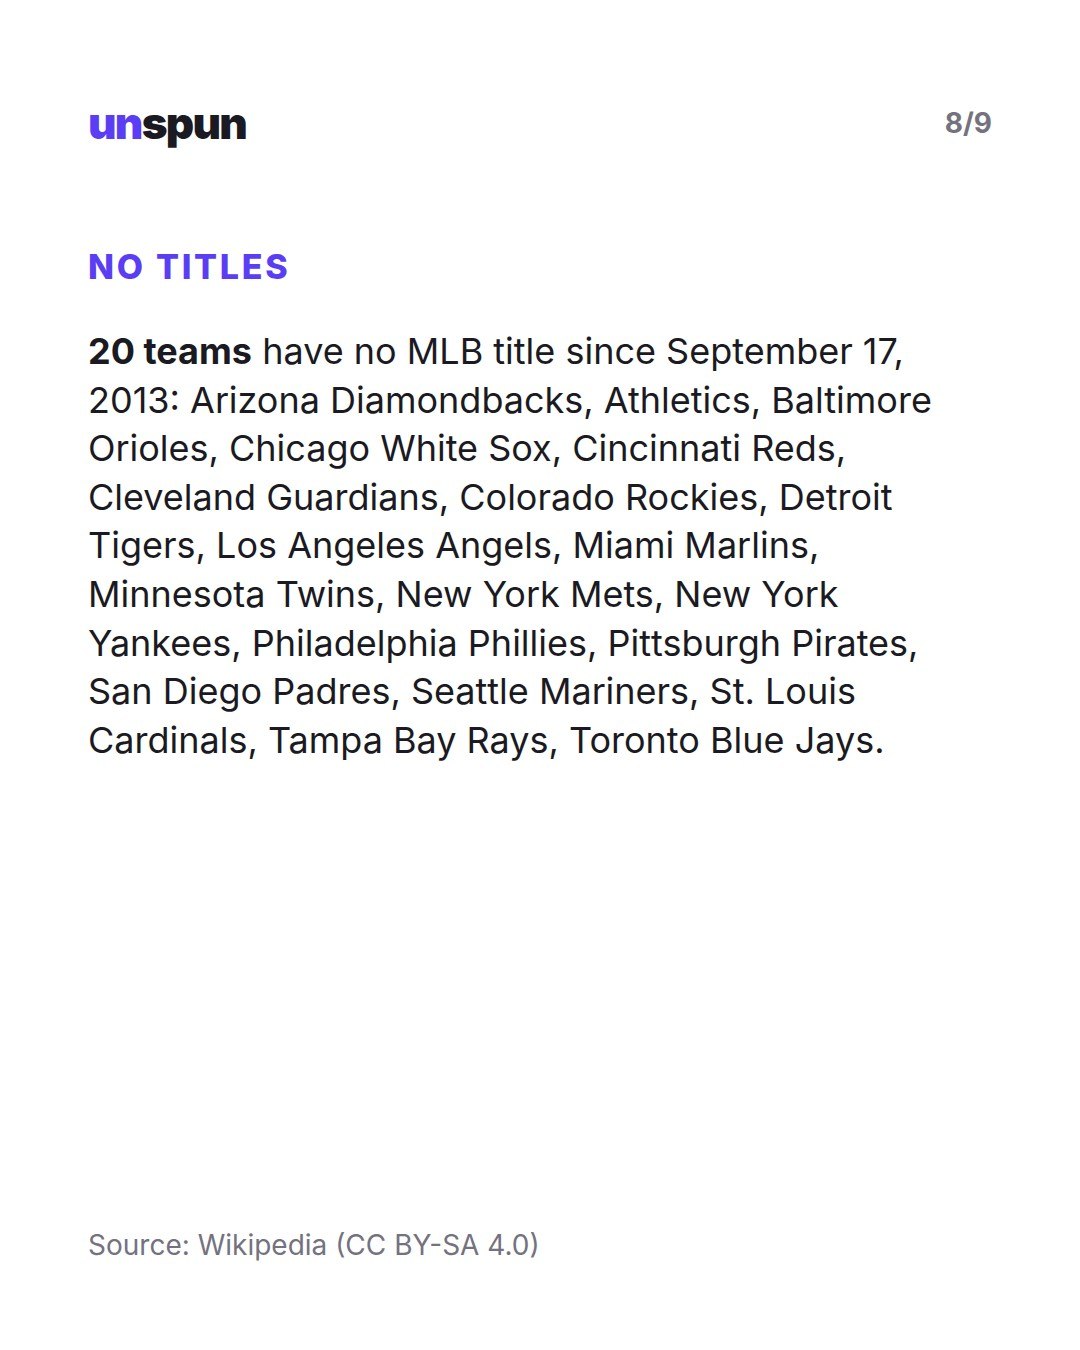 unspun
8/9
NO TITLES
20 teams have no MLB title since September 17,
2013: Arizona Diamondbacks, Athletics, Baltimore
Orioles, Chicago White Sox, Cincinnati Reds,
Cleveland Guardians, Colorado Rockies, Detroit
Tigers, Los Angeles Angels, Miami Marlins,
Minnesota Twins, New York Mets, New York
Yankees, Philadelphia Phillies, Pittsburgh Pirates,
San Diego Padres, Seattle Mariners, St. Louis
Cardinals, Tampa Bay Rays, Toronto Blue Jays.
Source: Wikipedia (CC BY-SA 4.0)